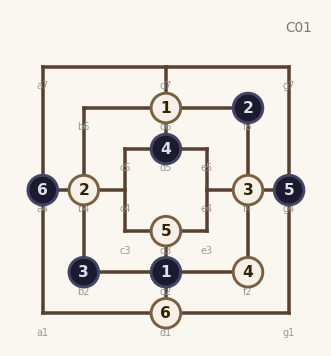 C01
a7 d7 g7
1 2
b6 d6 f6
4
c5 d5 e5
6 2 3 5
a4 b4 c4 e4 f4 g4
5
c3 d3 e3
3 1 4
b2 d2 f2
6
a1 d1 g1